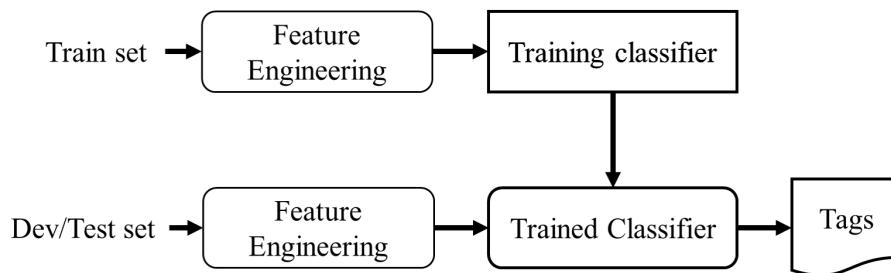 Train set
Feature
Engineering
Training classifier
Dev/Test set
Feature
Engineering
Trained Classifier
Tags